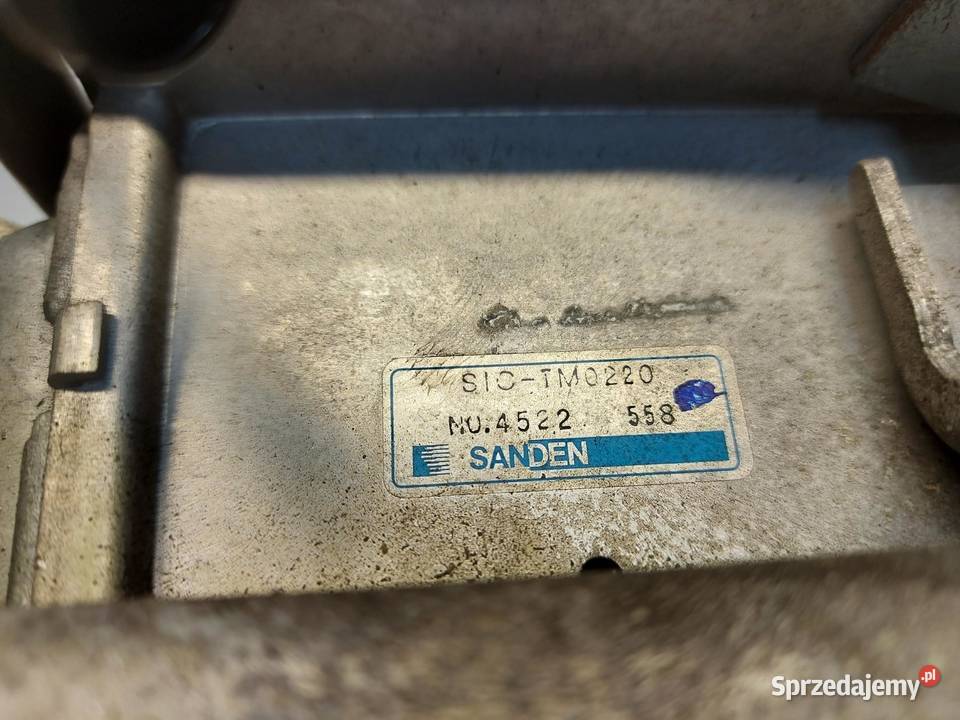 SIC-TM0220
NO.4522 558
SANDEN
Sprzedajemy.pl